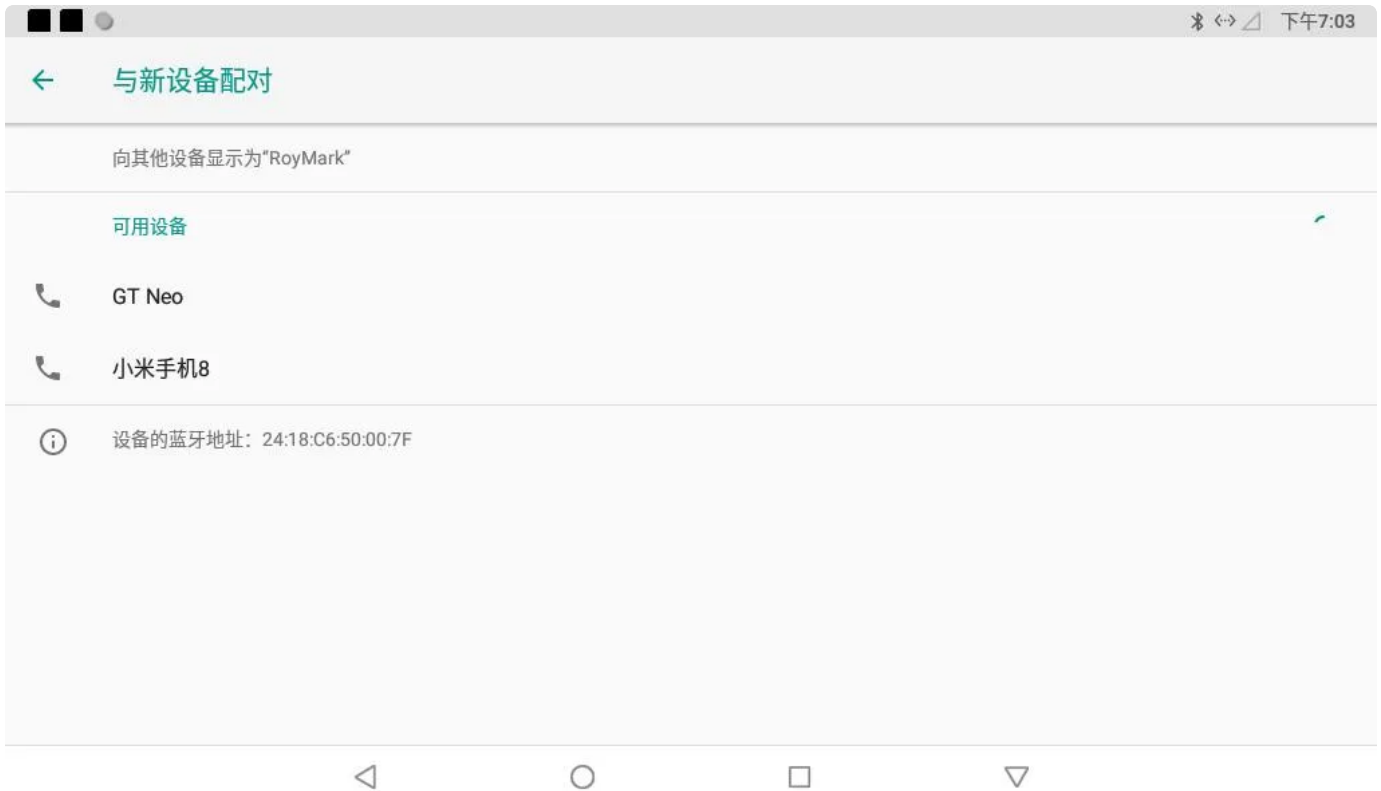 下午7:03
与新设备配对
向其他设备显示为“RoyMark”
可用设备
GT Neo
小米手机8
设备的蓝牙地址：24:18:C6:50:00:7F